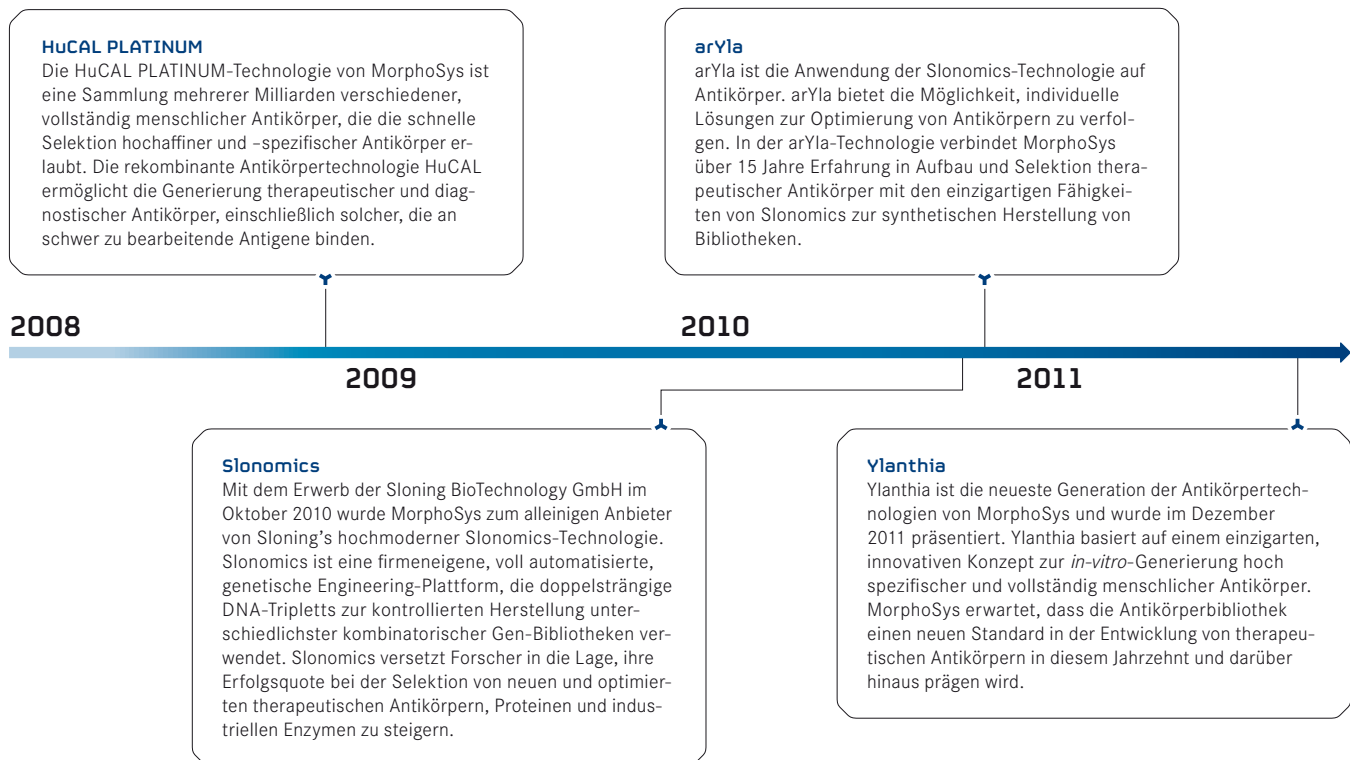 HuCAL PLATINUM
Die HuCAL PLATINUM-Technologie von MorphoSys ist
eine Sammlung mehrerer Milliarden verschiedener,
vollständig menschlicher Antikörper, die die schnelle
Selektion hochaffiner und -spezifischer Antikörper er-
laubt. Die rekombinante Antikörpertechnologie HuCAL
ermöglicht die Generierung therapeutischer und diag-
nostischer Antikörper, einschließlich solcher, die an
schwer zu bearbeitende Antigene binden.
arYla
arYla ist die Anwendung der Slonomics-Technologie auf
Antikörper. arYla bietet die Möglichkeit, individuelle
Lösungen zur Optimierung von Antikörpern zu verfol-
gen. In der arYla-Technologie verbindet MorphoSys
über 15 Jahre Erfahrung in Aufbau und Selektion thera-
peutischer Antikörper mit den einzigartigen Fähigkei-
ten von Slonomics zur synthetischen Herstellung von
Bibliotheken.
2008
2010
2009
2011
Slonomics
Mit dem Erwerb der Sloning BioTechnology GmbH im
Oktober 2010 wurde MorphoSys zum alleinigen Anbieter
von Sloning's hochmoderner Slonomics-Technologie.
Slonomics ist eine firmeneigene, voll automatisierte,
genetische Engineering-Plattform, die doppelsträngige
DNA-Tripletts zur kontrollierten Herstellung unter-
schiedlichster kombinatorischer Gen-Bibliotheken ver-
wendet. Slonomics versetzt Forscher in die Lage, ihre
Erfolgsquote bei der Selektion von neuen und optimier-
ten therapeutischen Antikörpern, Proteinen und indus-
triellen Enzymen zu steigern.
Ylanthia
Ylanthia ist die neueste Generation der Antikörpertech-
nologien von MorphoSys und wurde im Dezember
2011 präsentiert. Ylanthia basiert auf einem einzigarten,
innovativen Konzept zur in-vitro-Generierung hoch
spezifischer und vollständig menschlicher Antikörper.
MorphoSys erwartet, dass die Antikörperbibliothek
einen neuen Standard in der Entwicklung von therapeu-
tischen Antikörpern in diesem Jahrzehnt und darüber
hinaus prägen wird.